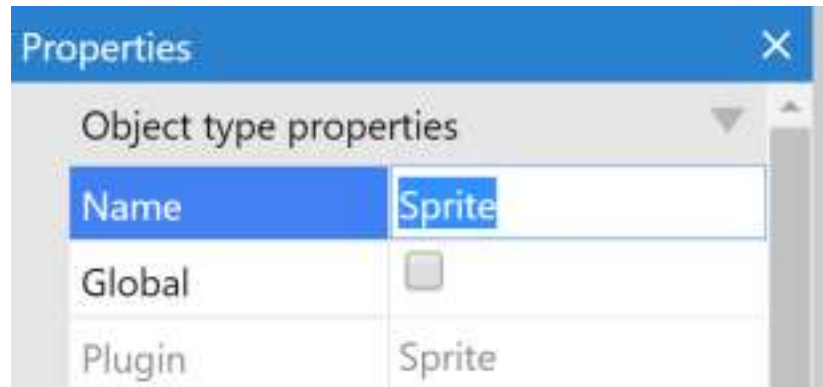 Properties
Object type properties
Name Sprite
Global
Plugin Sprite